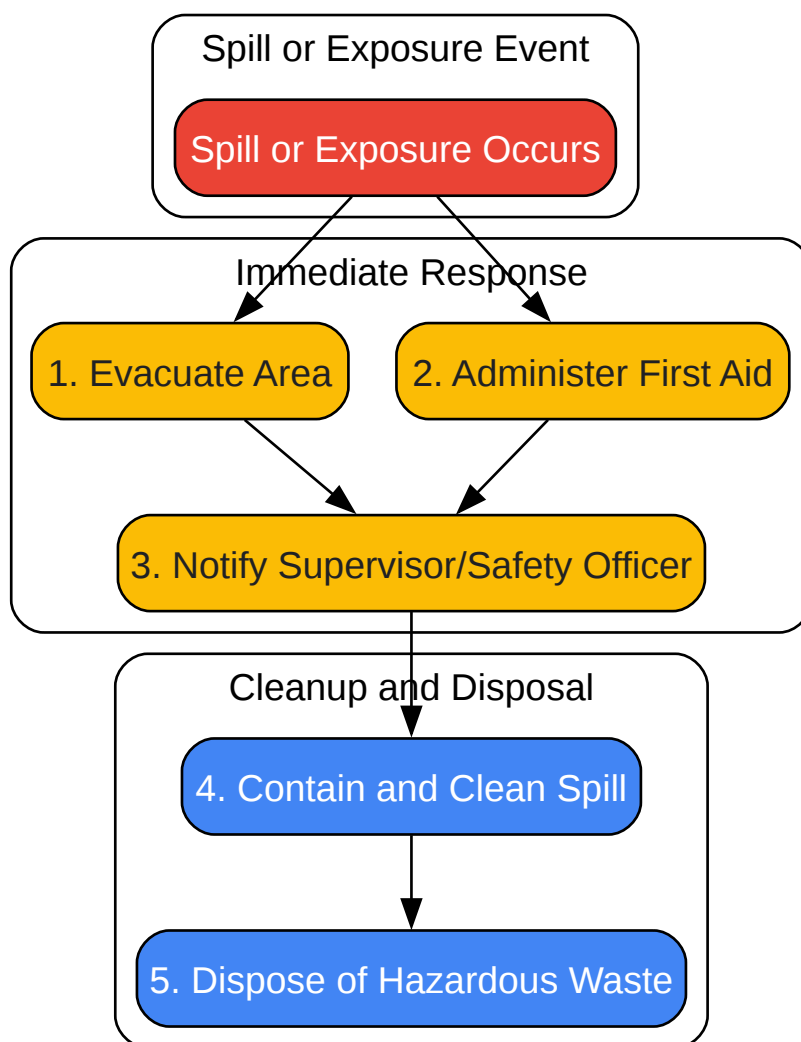 Spill or Exposure Event
Spill or Exposure Occurs
Immediate Response
1. Evacuate Area
2. Administer First Aid
3. Notify Supervisor/Safety Officer
Cleanup and Disposal
4. Contain and Clean Spill
5. Dispose of Hazardous Waste